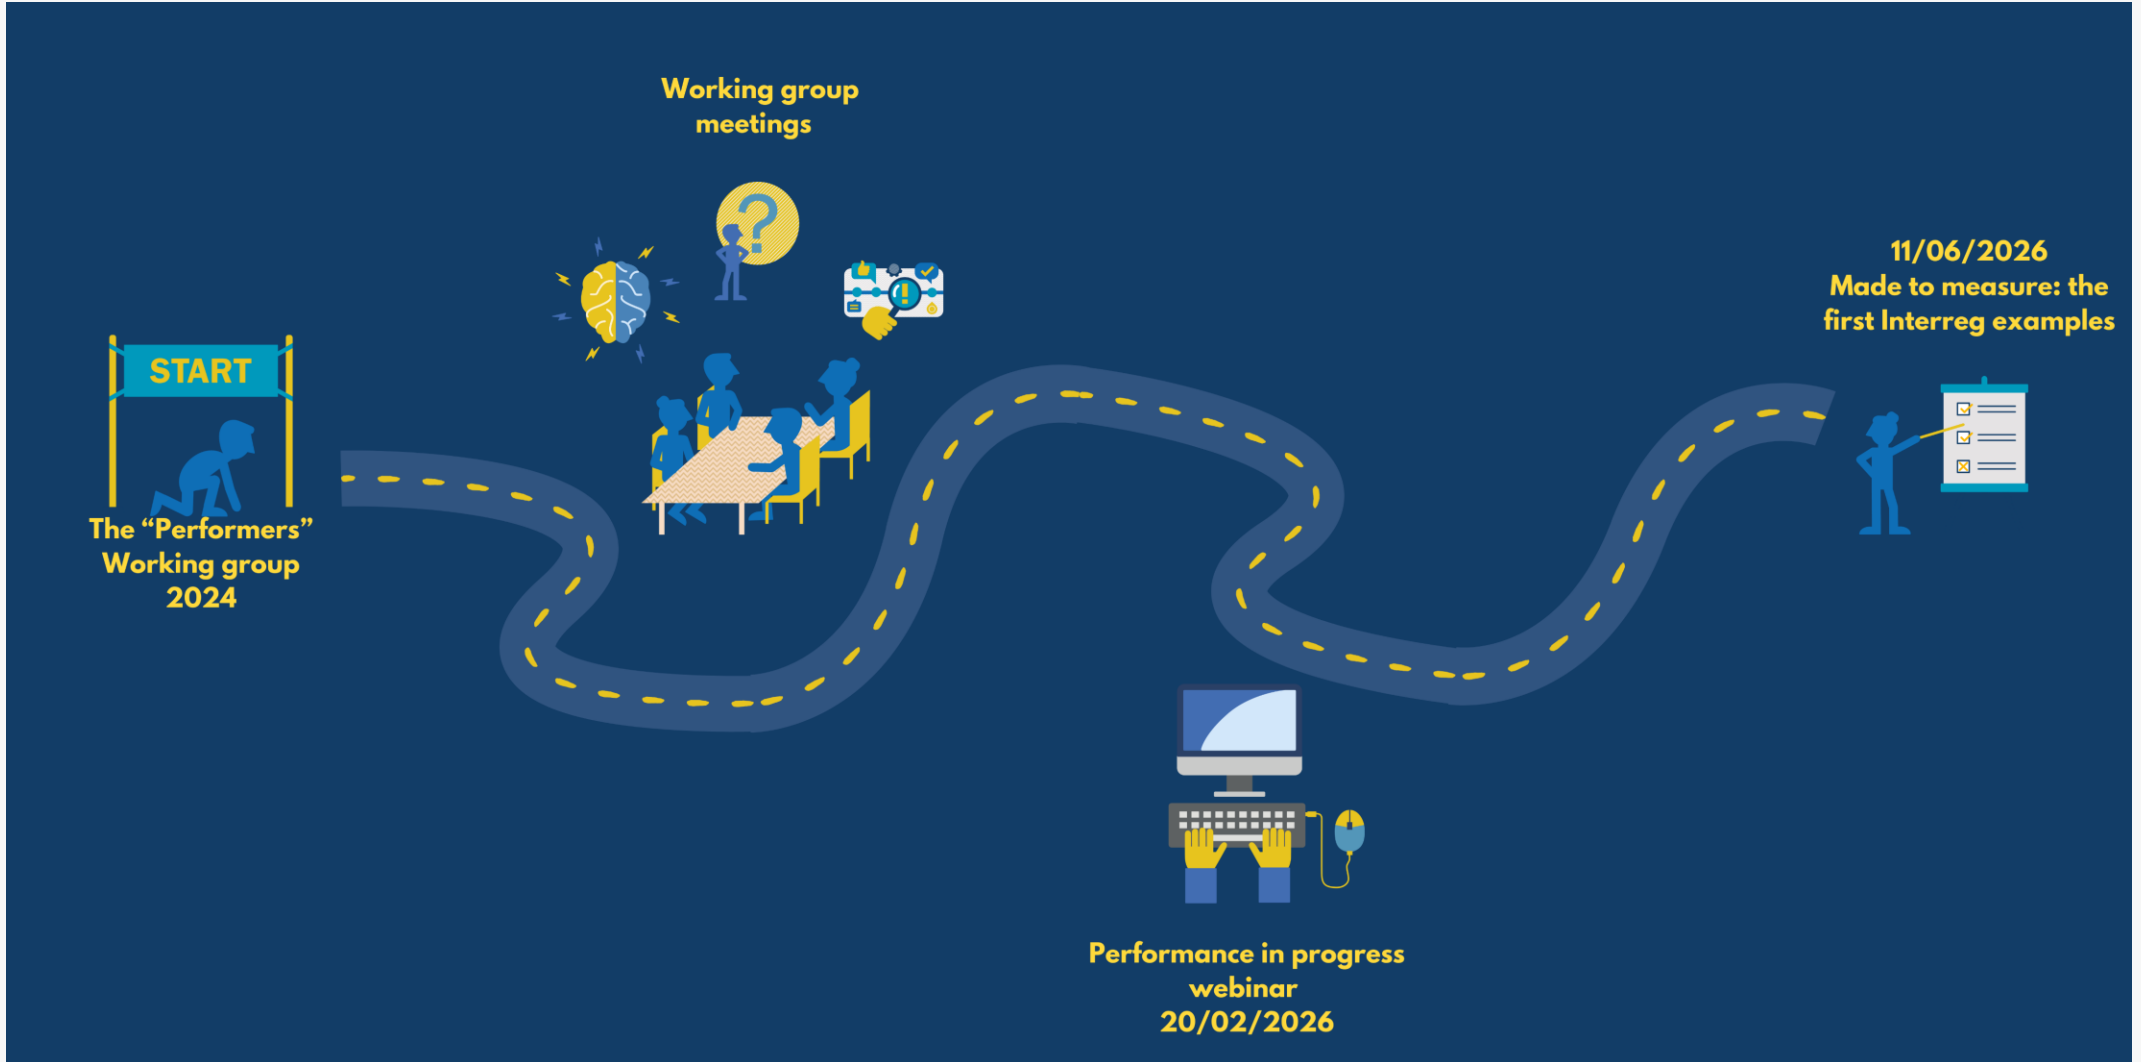 START
The “Performers”
Working group
2024
Working group
meetings
Performance in progress
webinar
20/02/2026
11/06/2026
Made to measure: the
first Interreg examples